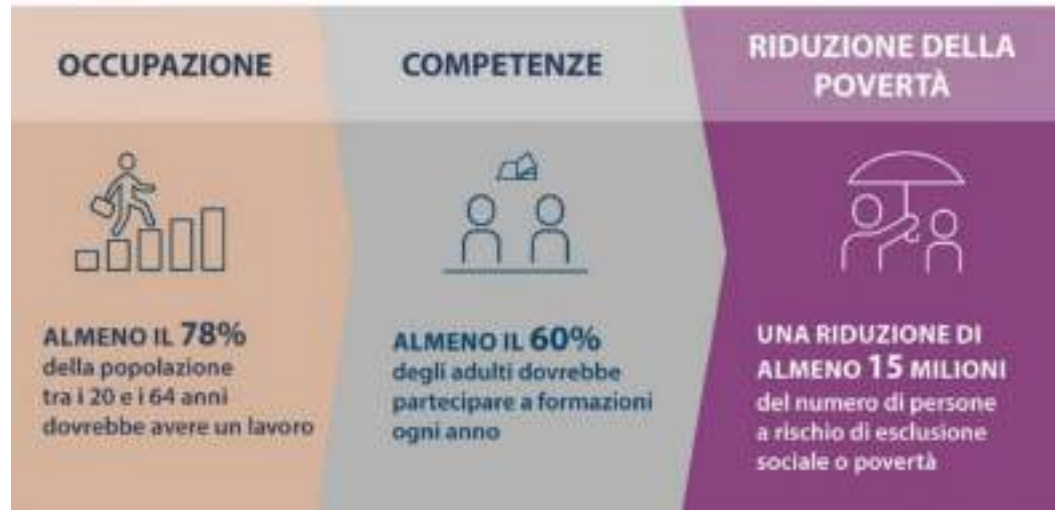 OCCUPAZIONE
ALMENO IL 78%
della popolazione
tra i 20 e i 64 anni
dovrebbe avere un lavoro
COMPETENZE
ALMENO IL 60%
degli adulti dovrebbe
partecipare a formazioni
ogni anno
RIDUZIONE DELLA
POVERTÀ
UNA RIDUZIONE DI
ALMENO 15 MILIONI
del numero di persone
a rischio di esclusione
sociale o povertà